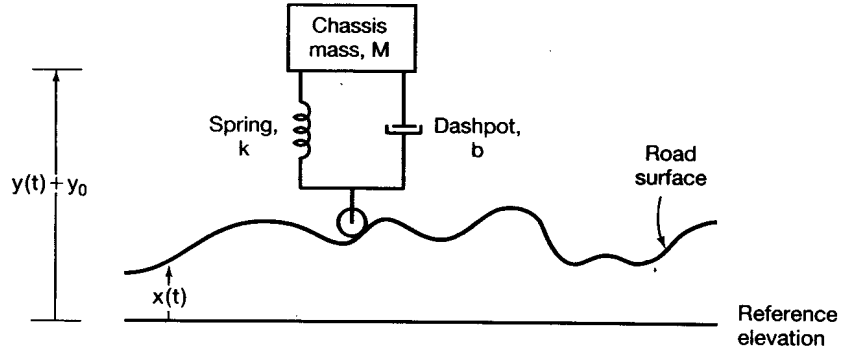 Chassis
mass, M
Spring,
k
Dashpot,
b
y(t) + y₀
Road
surface
x(t)
Reference
elevation